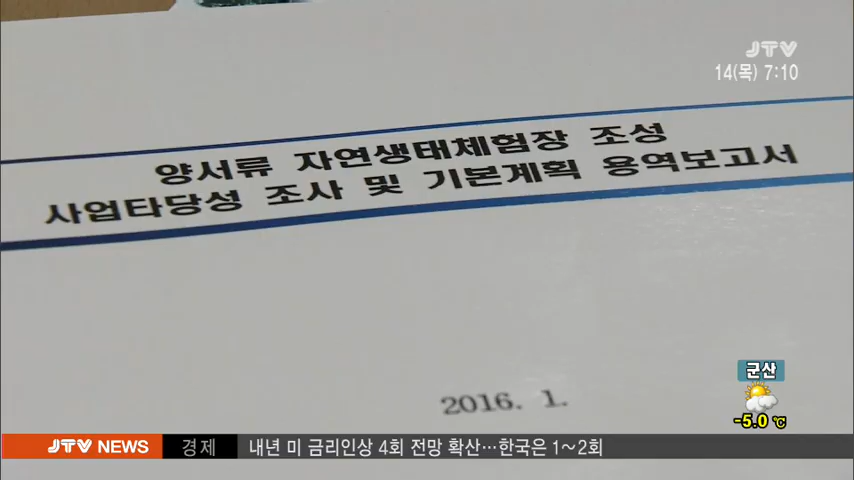 JTV
14(목) 7:10
양서류 자연생태체험장 조성
사업타당성 조사 및 기본계획 용역보고서
2016. 1.
군산
-5.0 ℃
JTV NEWS 경제 내년 미 금리인상 4회 전망 확산…한국은 1~2회